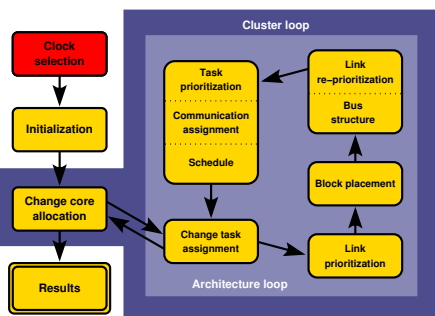 Cluster loop
Clock
selection
Initialization
Change core
allocation
Results
Task
prioritization
Communication
assignment
Schedule
Change task
assignment
Link
re-prioritization
Bus
structure
Block placement
Link
prioritization
Architecture loop